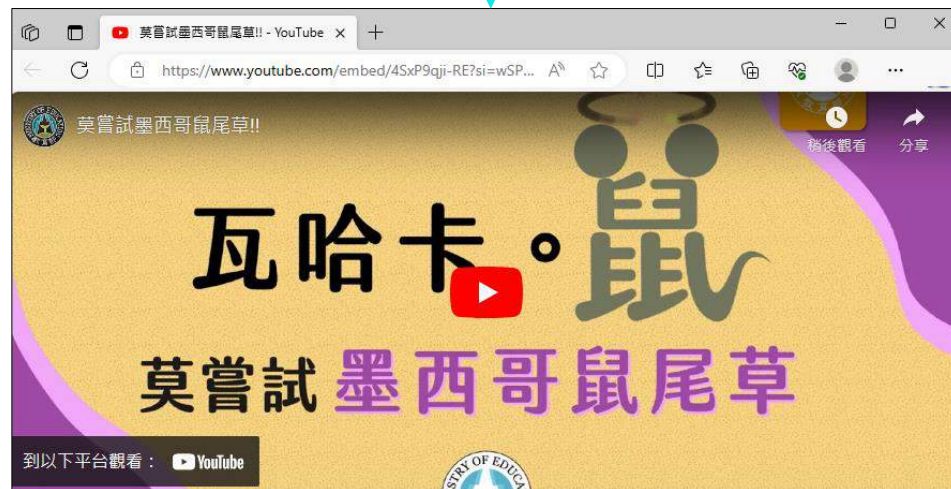 莫嘗試墨西哥鼠尾草!! - YouTube
https://www.youtube.com/embed/4SxP9qji-RE?si=wSP...
莫嘗試墨西哥鼠尾草!!
稍後觀看
分享
瓦哈卡。鼠
莫嘗試墨西哥鼠尾草
到以下平台觀看：
YouTube